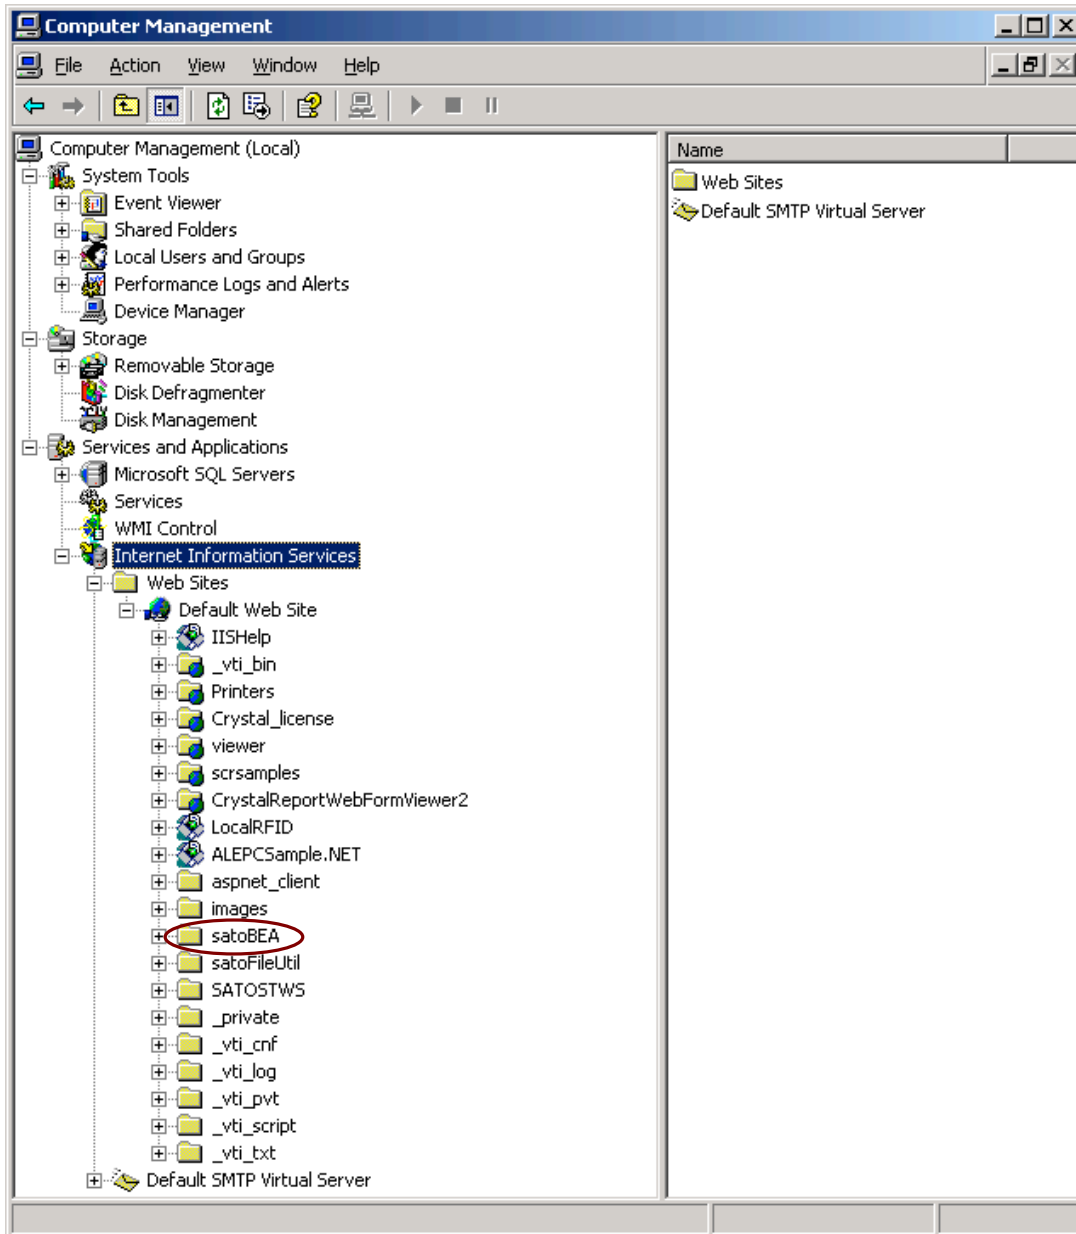 Computer Management
File Action View Window Help
Computer Management (Local)
System Tools
Event Viewer
Shared Folders
Local Users and Groups
Performance Logs and Alerts
Device Manager
Storage
Removable Storage
Disk Defragmenter
Disk Management
Services and Applications
Microsoft SQL Servers
Services
WMI Control
Internet Information Services
Web Sites
Default Web Site
IISHelp
_vti_bin
Printers
Crystal_license
viewer
scrsamples
CrystalReportWebFormViewer2
LocalRFID
ALEPCSample.NET
aspnet_client
images
satoBEA
satoFileUtil
SATOSTWS
_private
_vti_cnf
_vti_log
_vti_pvt
_vti_script
_vti_txt
Default SMTP Virtual Server
Name
Web Sites
Default SMTP Virtual Server